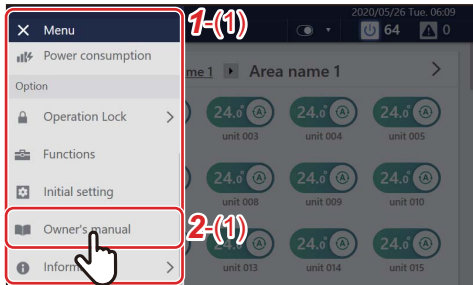 2020/05/26 Tue. 06:09
1-(1)
Menu
64
0
Power consumption
me 1
Area name 1
Option
Operation Lock
24.0°
A
24.0°
A
24.0°
A
unit 003
unit 004
unit 005
Functions
24.0°
A
24.0°
A
24.0°
A
Initial setting
unit 008
unit 009
unit 010
2-(1)
Owner's manual
24.0°
A
24.0°
A
24.0°
A
Inform
unit 013
unit 014
unit 015